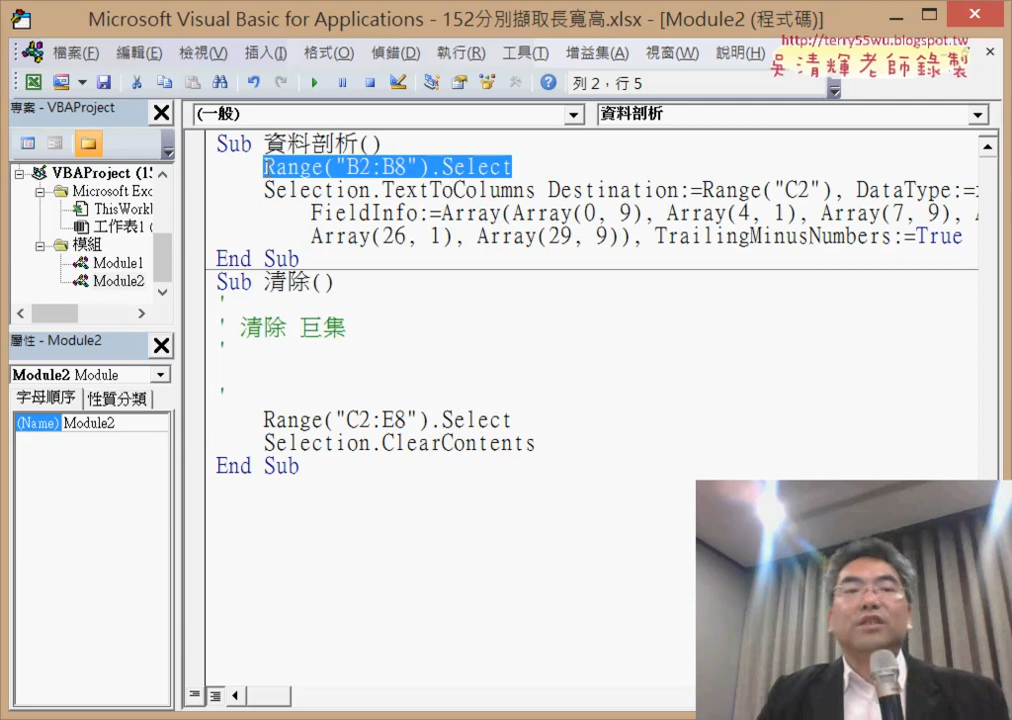 Microsoft Visual Basic for Applications - 152分別擷取長寬高.xlsx - [Module2 (程式碼)]
http://terry55wu.blogspot.tw
檔案(F) 編輯(E) 檢視(V) 插入(I) 格式(O) 偵錯(D) 執行(R) 工具(T) 增益集(A) 視窗(W) 說明(H)
吳清輝老師錄製
列 2，行 5
專案 - VBAProject
(一般)
資料剖析
VBAProject (1
Microsoft Exc
ThisWorkl
工作表1 (
模組
Module1
Module2
屬性 - Module2
Module2 Module
字母順序 性質分類
(Name) Module2
Sub 資料剖析()
Range("B2:B8").Select
Selection.TextToColumns Destination:=Range("C2"), DataType:=
FieldInfo:=Array(Array(0, 9), Array(4, 1), Array(7, 9),
Array(26, 1), Array(29, 9)), TrailingMinusNumbers:=True
End Sub
Sub 清除()
'
' 清除 巨集
'
'
Range("C2:E8").Select
Selection.ClearContents
End Sub